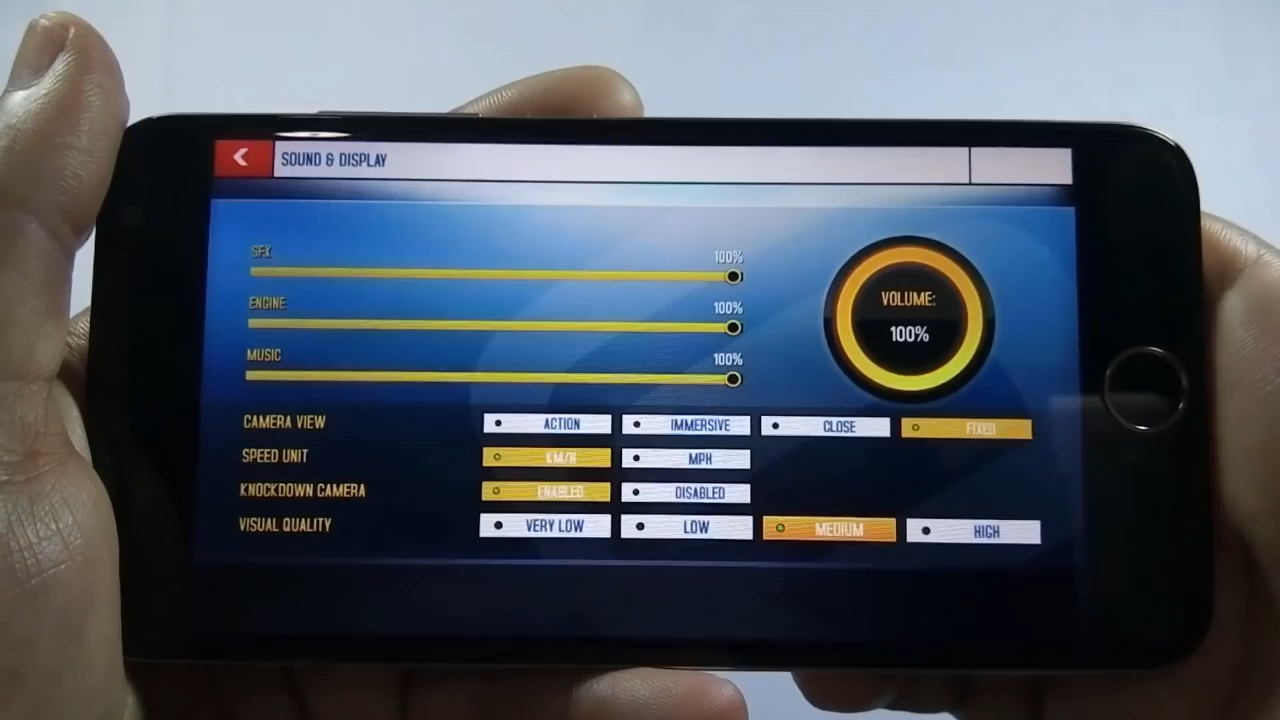 SOUND & DISPLAY
SFX 100%
ENGINE 100%
MUSIC 100%
VOLUME:
100%
CAMERA VIEW ACTION IMMERSIVE CLOSE FIXED
SPEED UNIT KM/H MPH
KNOCKDOWN CAMERA ENABLED DISABLED
VISUAL QUALITY VERY LOW LOW MEDIUM HIGH